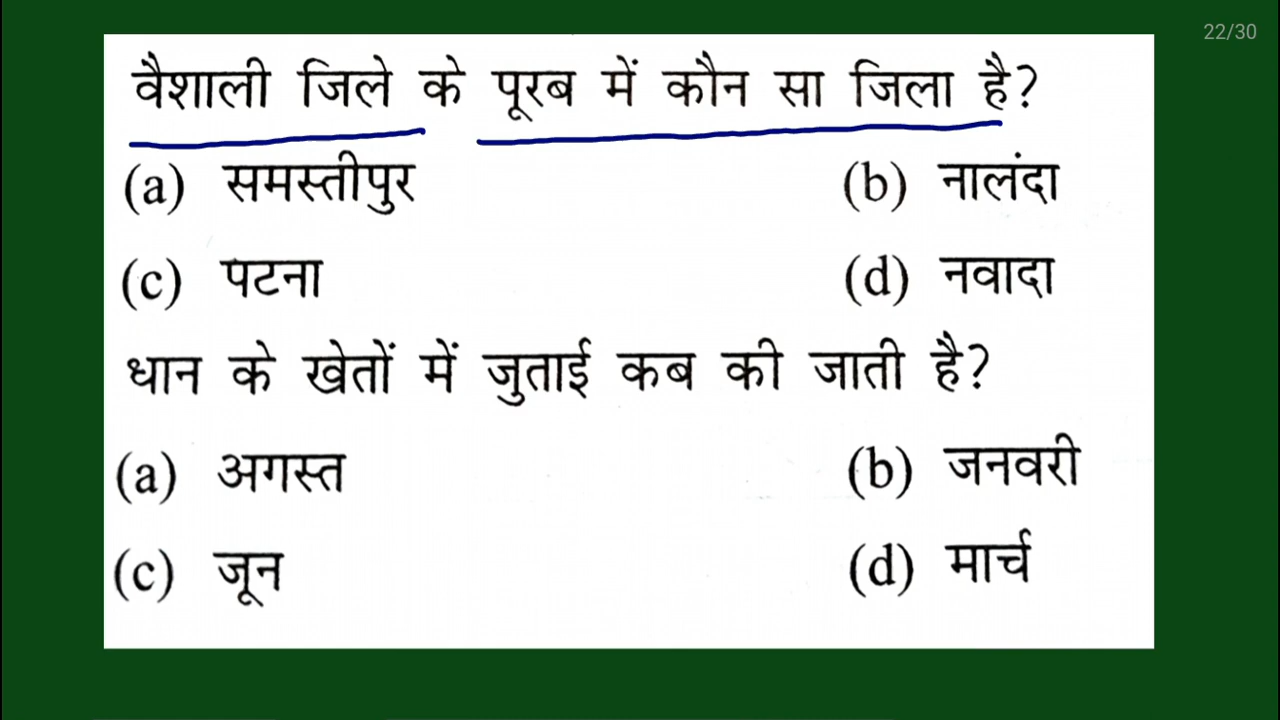 22/30
वैशाली जिले के पूरब में कौन सा जिला है?
(a) समस्तीपुर (b) नालंदा
(c) पटना (d) नवादा
धान के खेतों में जुताई कब की जाती है?
(a) अगस्त (b) जनवरी
(c) जून (d) मार्च